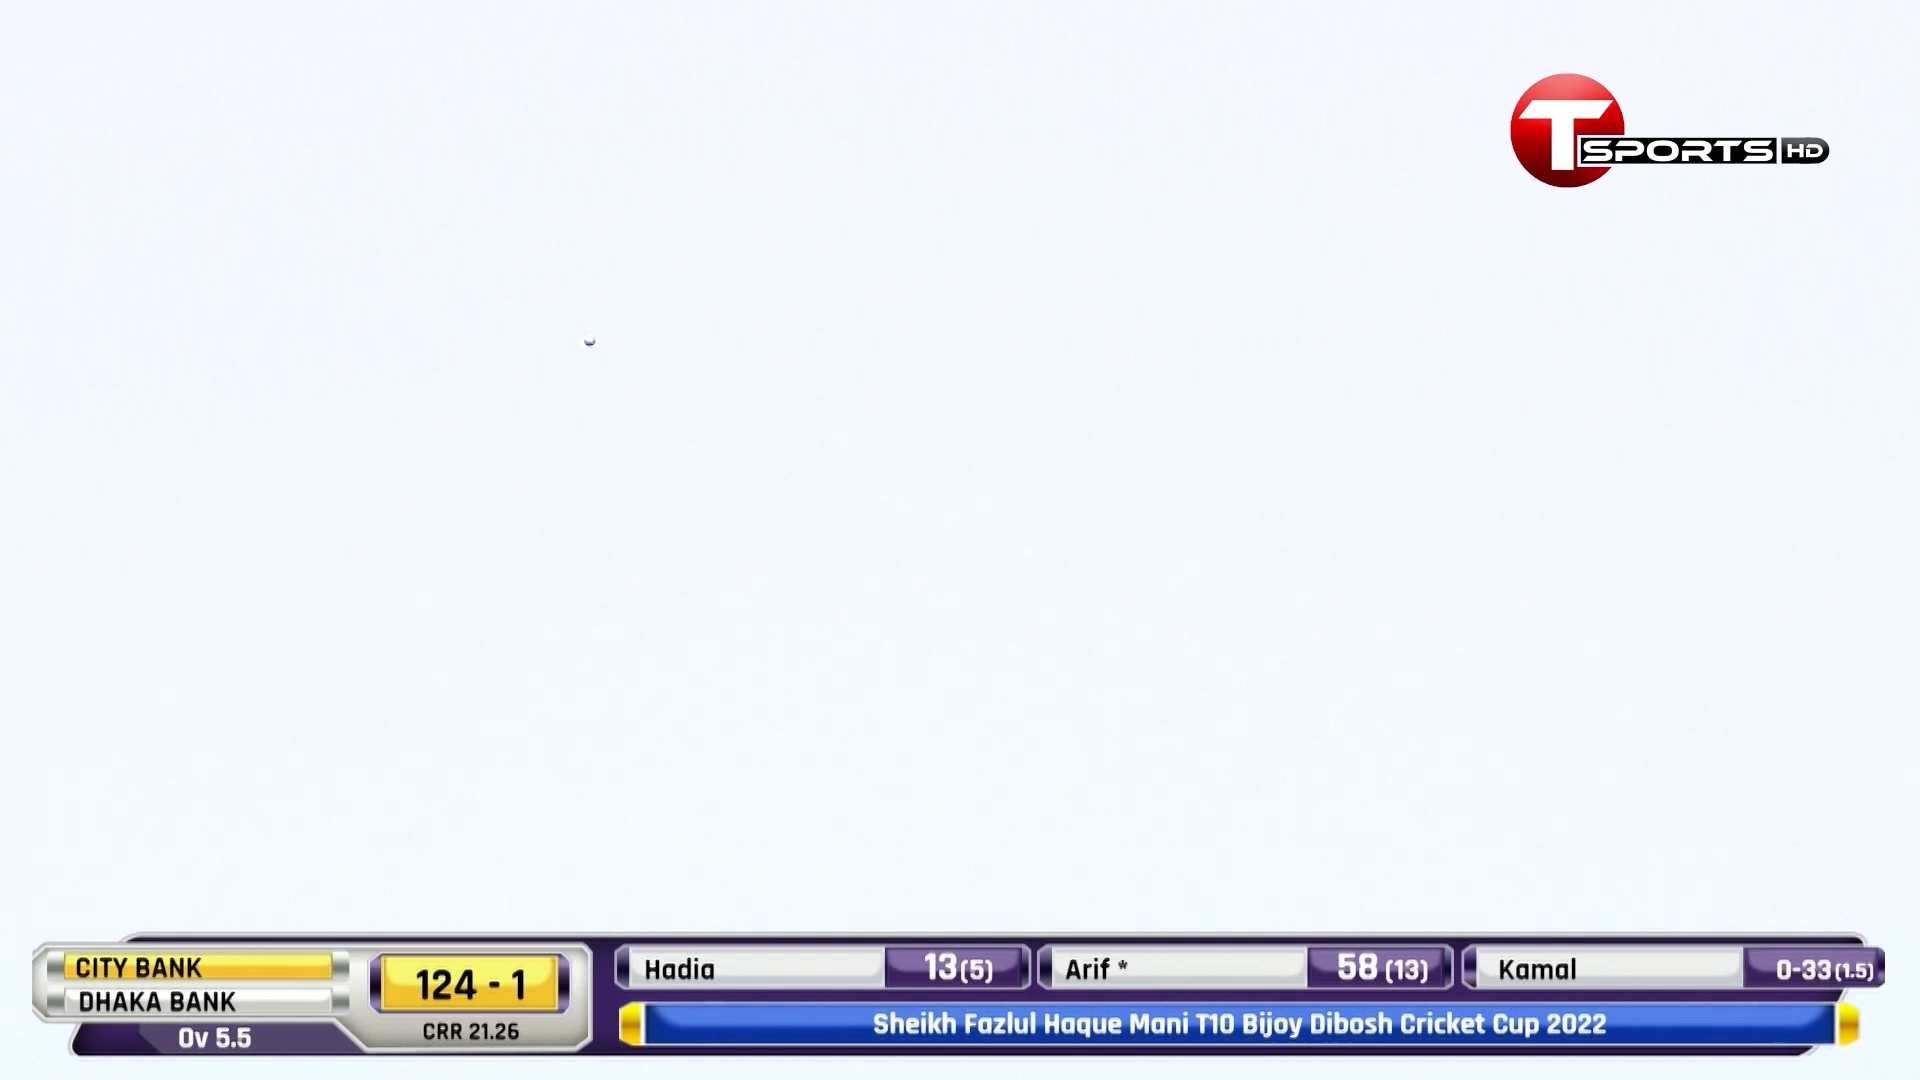 T SPORTS HD
CITY BANK
DHAKA BANK
Ov 5.5
124 - 1
CRR 21.26
Hadia 13(5) Arif * 58 (13) Kamal 0-33(1.5)
Sheikh Fazlul Haque Mani T10 Bijoy Dibosh Cricket Cup 2022